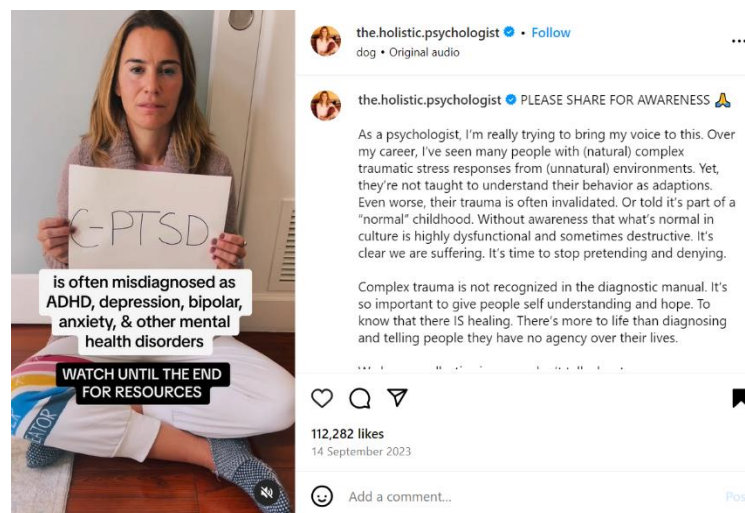 C-PTSD
is often misdiagnosed as
ADHD, depression, bipolar,
anxiety, & other mental
health disorders
WATCH UNTIL THE END
FOR RESOURCES
EATOR
the.holistic.psychologist • Follow
dog • Original audio
the.holistic.psychologist PLEASE SHARE FOR AWARENESS 🙏
As a psychologist, I'm really trying to bring my voice to this. Over
my career, I've seen many people with (natural) complex
traumatic stress responses from (unnatural) environments. Yet,
they're not taught to understand their behavior as adaptions.
Even worse, their trauma is often invalidated. Or told it's part of a
"normal" childhood. Without awareness that what's normal in
culture is highly dysfunctional and sometimes destructive. It's
clear we are suffering. It's time to stop pretending and denying.
Complex trauma is not recognized in the diagnostic manual. It's
so important to give people self understanding and hope. To
know that there IS healing. There's more to life than diagnosing
and telling people they have no agency over their lives.
112,282 likes
14 September 2023
Add a comment...
Pos